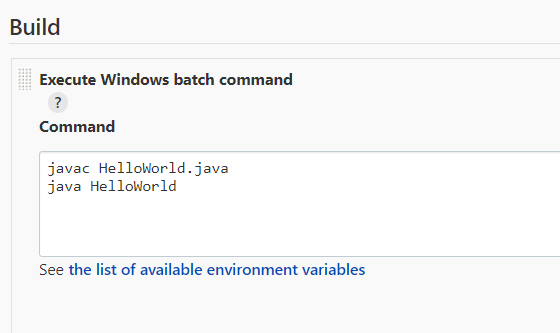 Build
Execute Windows batch command
?
Command
javac HelloWorld.java
java HelloWorld
See the list of available environment variables